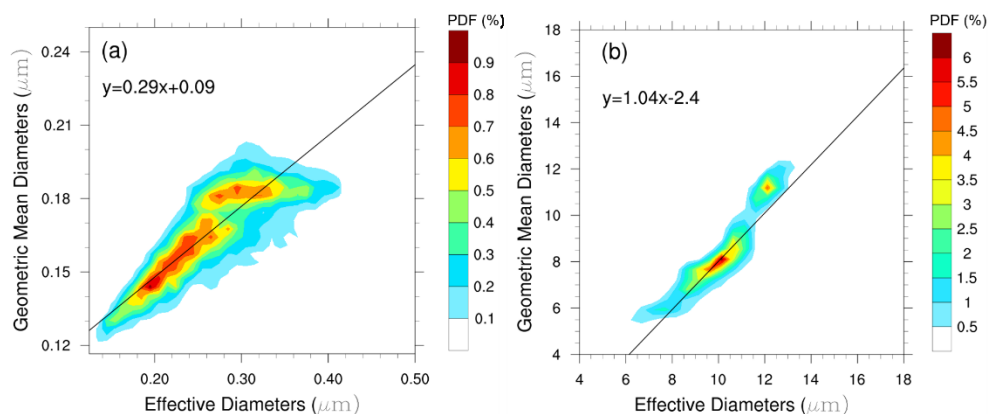 PDF (%)
(a)
y=0.29x+0.09
Geometric Mean Diameters (μm)
0.24
0.21
0.18
0.15
0.12
0.20 0.30 0.40 0.50
Effective Diameters (μm)
0.9
0.8
0.7
0.6
0.5
0.4
0.3
0.2
0.1
PDF (%)
(b)
y=1.04x-2.4
Geometric Mean Diameters (μm)
18
16
14
12
10
8
6
4
4 6 8 10 12 14 16 18
Effective Diameters (μm)
6
5.5
5
4.5
4
3.5
3
2.5
2
1.5
1
0.5